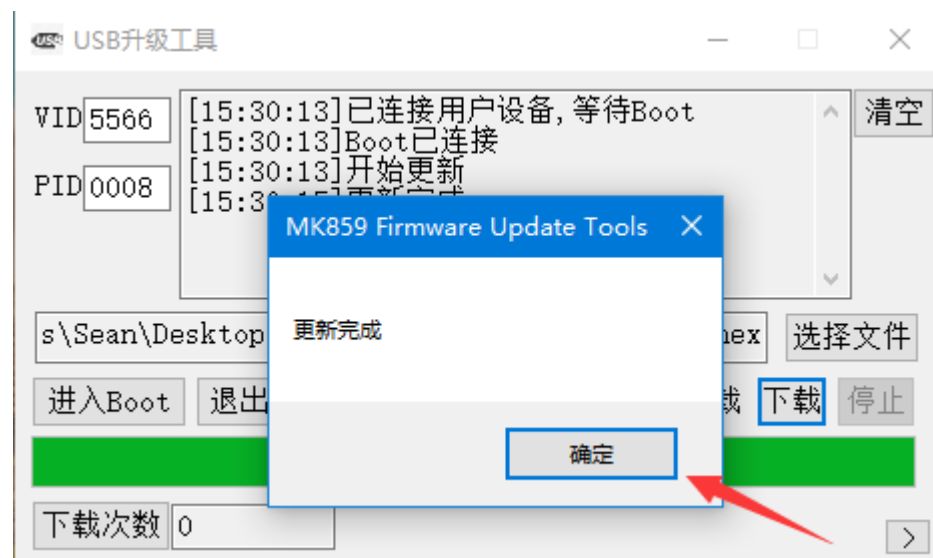 USB升级工具
VID 5566
[15:30:13]已连接用户设备,等待Boot
清空
[15:30:13]Boot已连接
PID 0008
[15:30:13]开始更新
[15:3
MK859 Firmware Update Tools
更新完成
s\Sean\Desktop
hex
选择文件
进入Boot
退出
载
下载
停止
确定
下载次数 0
>